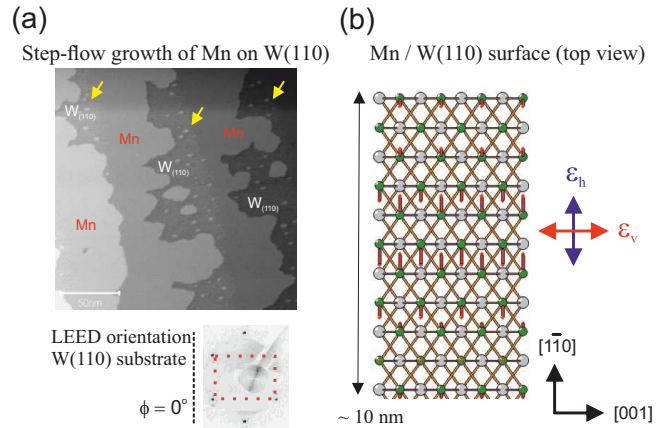 (a)
Step-flow growth of Mn on W(110)
W(110)
Mn
Mn
W(110)
W(110)
Mn
50nm
LEED orientation
W(110) substrate
ϕ = 0°
(b)
Mn / W(110) surface (top view)
εh
εv
[11̄0]
[001]
~ 10 nm